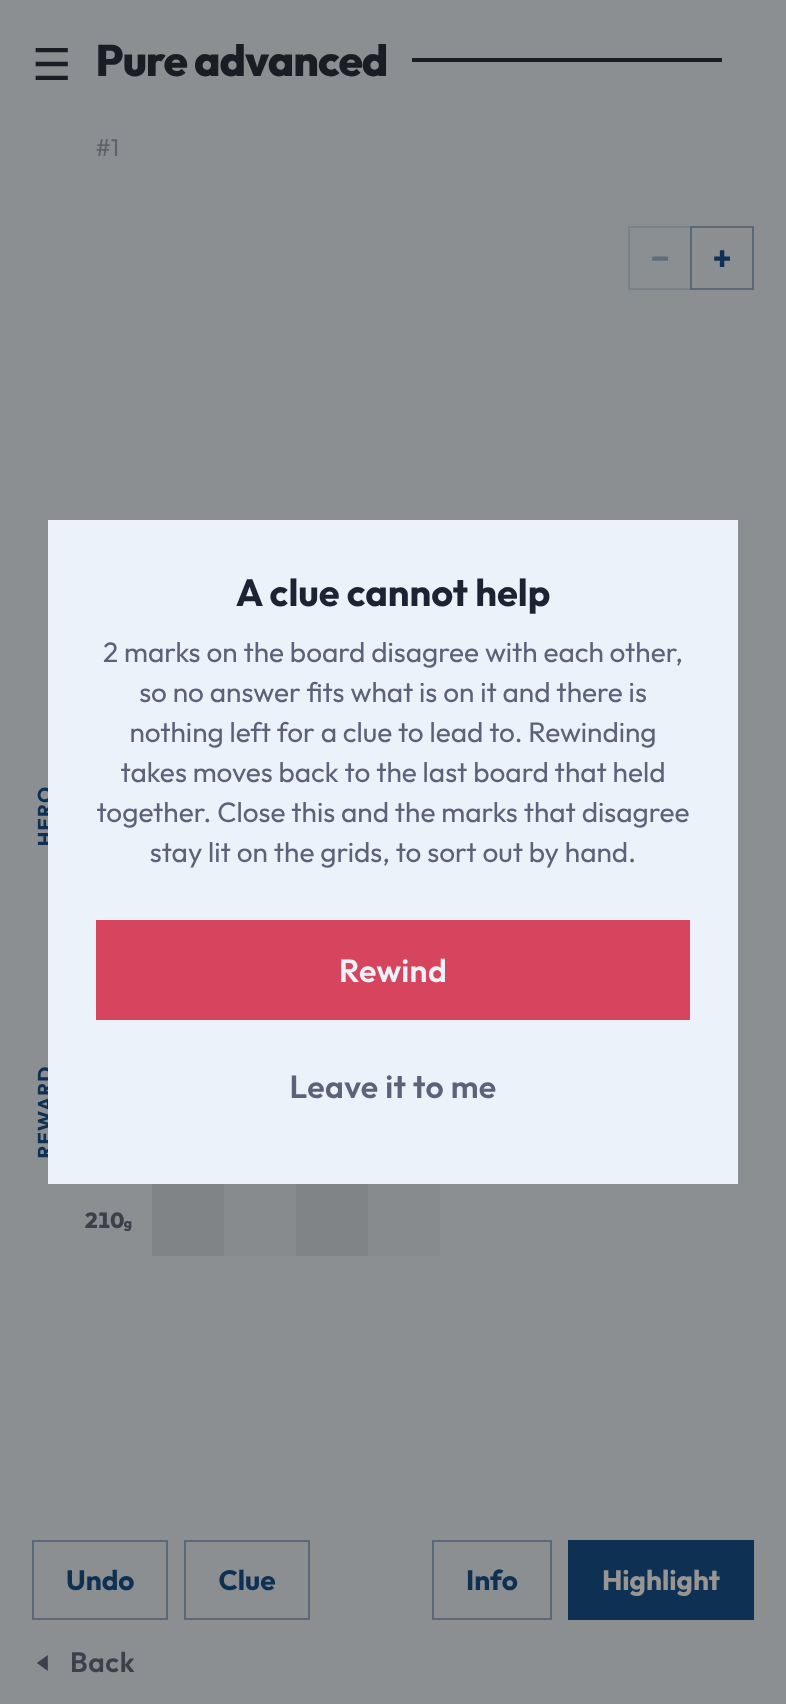 Pure advanced
#1
−
+
A clue cannot help
2 marks on the board disagree with each other,
so no answer fits what is on it and there is
nothing left for a clue to lead to. Rewinding
takes moves back to the last board that held
together. Close this and the marks that disagree
stay lit on the grids, to sort out by hand.
HERO
Rewind
REWARD
Leave it to me
210g
Undo
Clue
Info
Highlight
Back